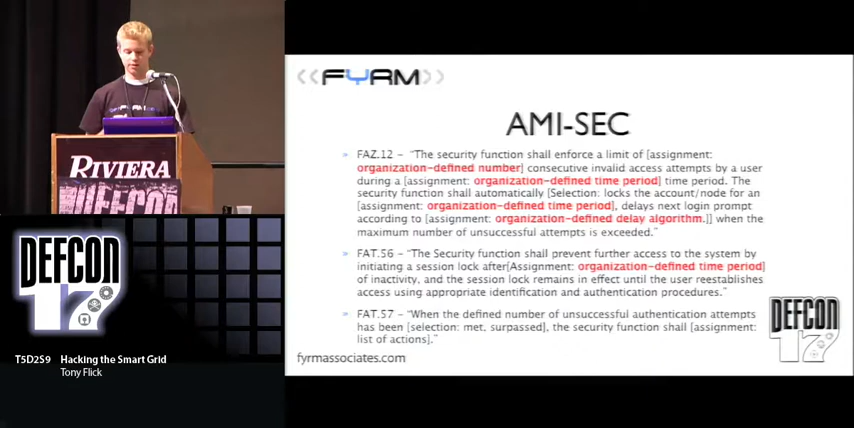 RIVIERA
DEFCON
DEFCON
17
T5D2S9 Hacking the Smart Grid
Tony Flick
((FYRM))
AMI-SEC
» FAZ.12 – "The security function shall enforce a limit of [assignment:
organization-defined number] consecutive invalid access attempts by a user
during a [assignment: organization-defined time period] time period. The
security function shall automatically [Selection: locks the account/node for an
[assignment: organization-defined time period], delays next login prompt
according to [assignment: organization-defined delay algorithm.]] when the
maximum number of unsuccessful attempts is exceeded."
» FAT.56 – "The Security function shall prevent further access to the system by
initiating a session lock after[Assignment: organization-defined time period]
of inactivity, and the session lock remains in effect until the user reestablishes
access using appropriate identification and authentication procedures."
» FAT.57 – "When the defined number of unsuccessful authentication attempts
has been [selection: met, surpassed], the security function shall [assignment:
list of actions]."
fyrmassociates.com
DEFCON
17